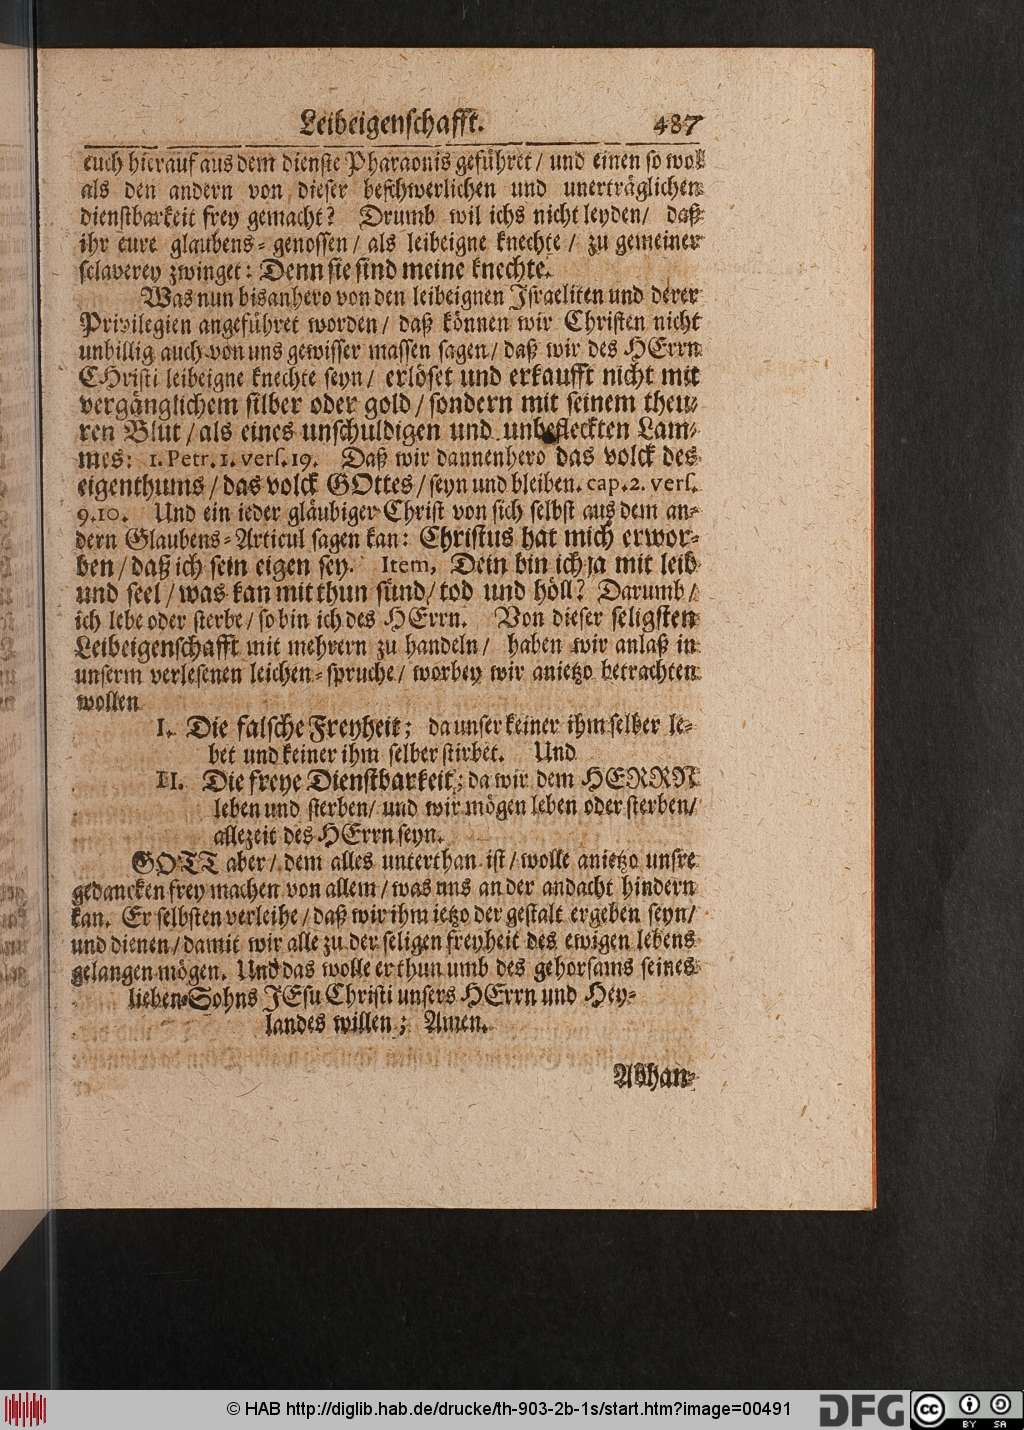 Leibeigenschafft. 487
euch hierauf aus dem dienste Pharaonis geführet / und einen so wol
als den andern von dieser beschwerlichen und unerträglichen
dienstbarkeit frey gemacht? Drumb wil ichs nicht leyden / daß
ihr eure glaubens-genossen / als leibeigne knechte / zu gemeiner
sclaverey zwinget: Denn sie sind meine knechte.
Was nun bisanhero von den leibeignen Israeliten und derer
Privilegien angeführet worden / daß können wir Christen nicht
unbillig auch von uns gewisser massen sagen / daß wir des HErrn
CHristi leibeigne knechte seyn / erlöset und erkaufft nicht mit
vergänglichem silber oder gold / sondern mit seinem theu-
ren Blut / als eines unschuldigen und unbefleckten Lam-
mes: 1. Petr. 1. vers. 19. Daß wir dannenhero das volck des
eigenthums / das volck GOttes / seyn und bleiben. cap. 2. vers.
9. 10. Und ein ieder gläubiger Christ von sich selbst aus dem an-
dern Glaubens-Articul sagen kan: Christus hat mich erwor-
ben / daß ich sein eigen sey. Item, Dein bin ich ja mit leib
und seel / was kan mit thun sünd / tod und höll? Darumb /
ich lebe oder sterbe / so bin ich des HErrn. Von dieser seligsten
Leibeigenschafft mit mehrern zu handeln / haben wir anlaß in
unserm verlesenen leichen-spruche / worbey wir anietzo betrachten
wollen
I. Die falsche Freyheit; da unser keiner ihm selber le-
bet und keiner ihm selber stirbet. Und
II. Die freye Dienstbarkeit; da wir dem HERRN
leben und sterben / und wir mögen leben oder sterben /
allezeit des HErrn seyn.
GOTT aber / dem alles unterthan ist / wolle anietzo unsre
gedancken frey machen von allem / was uns an der andacht hindern
kan. Er selbsten verleihe / daß wir ihm ietzo der gestalt ergeben seyn /
und dienen / damit wir alle zu der seligen freyheit des ewigen lebens
gelangen mögen. Und das wolle er thun umb des gehorsams seines
lieben Sohns JEsu Christi unsers HErrn und Hey-
landes willen; Amen.
Abhan-
© HAB http://diglib.hab.de/drucke/th-903-2b-1s/start.htm?image=00491
DFG
cc BY SA